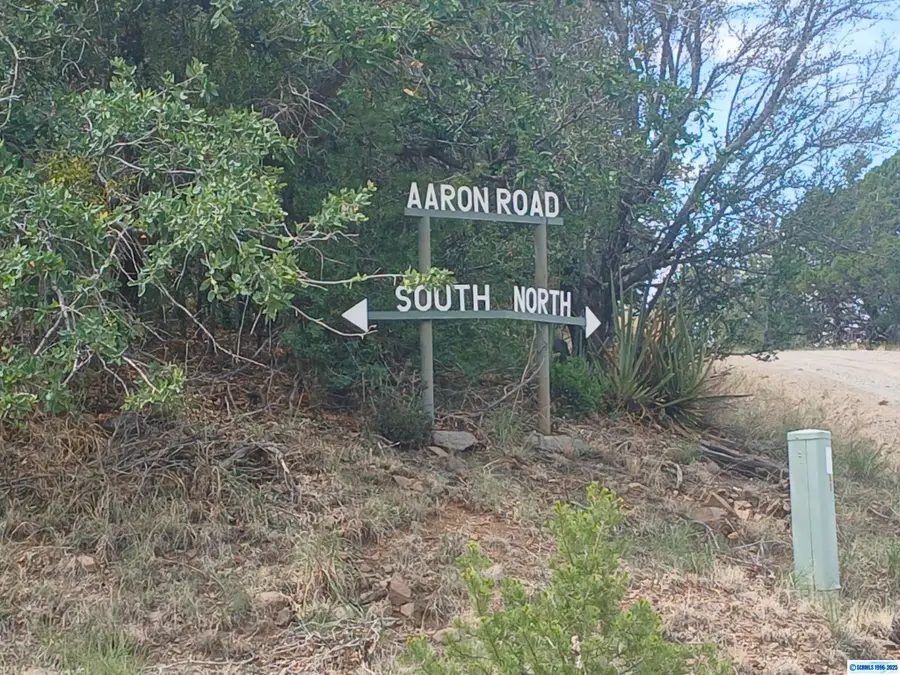 AARON ROAD
SOUTH NORTH
© SCRMLS 1996-2025